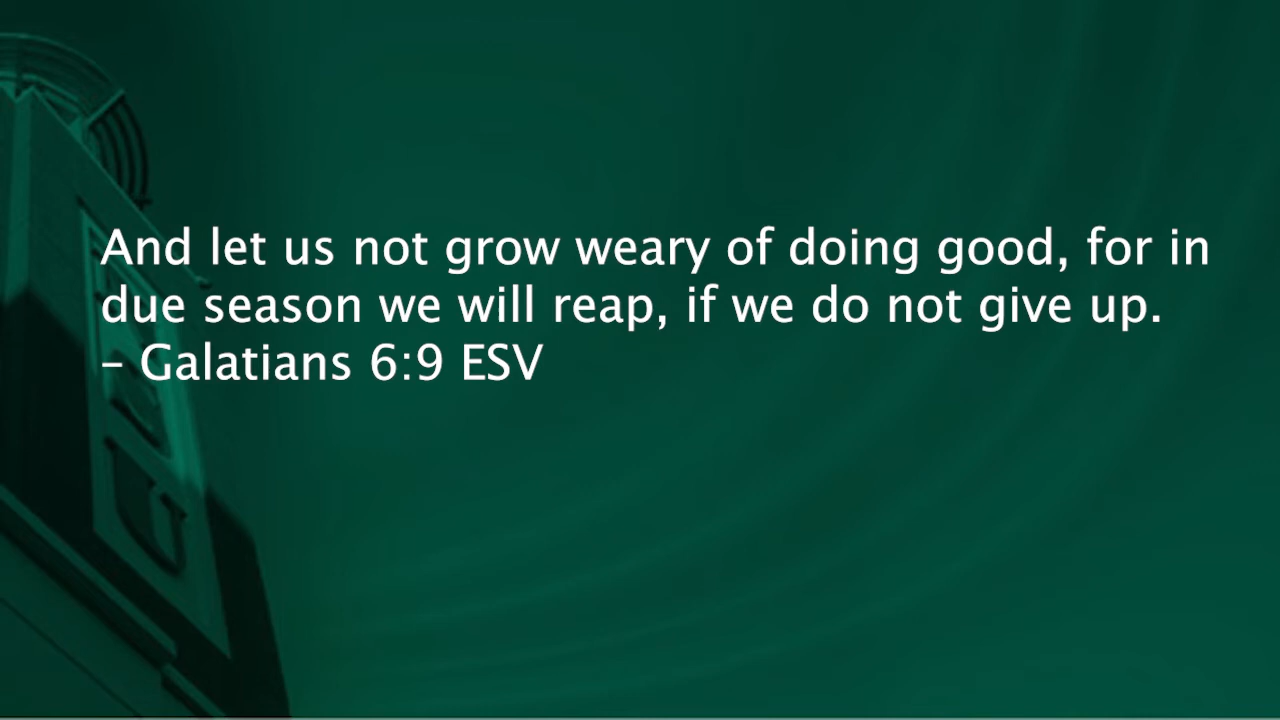 And let us not grow weary of doing good, for in
due season we will reap, if we do not give up.
– Galatians 6:9 ESV